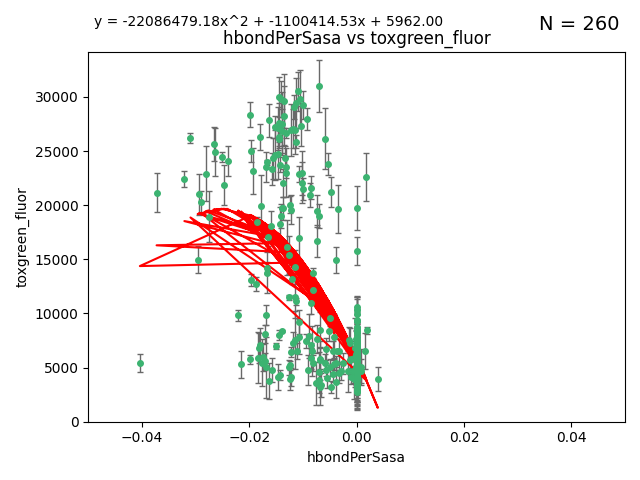 y = -22086479.18x^2 + -1100414.53x + 5962.00
N = 260
hbondPerSasa vs toxgreen_fluor
30000
25000
20000
15000
10000
5000
0
toxgreen_fluor
−0.04
−0.02
0.00
0.02
0.04
hbondPerSasa